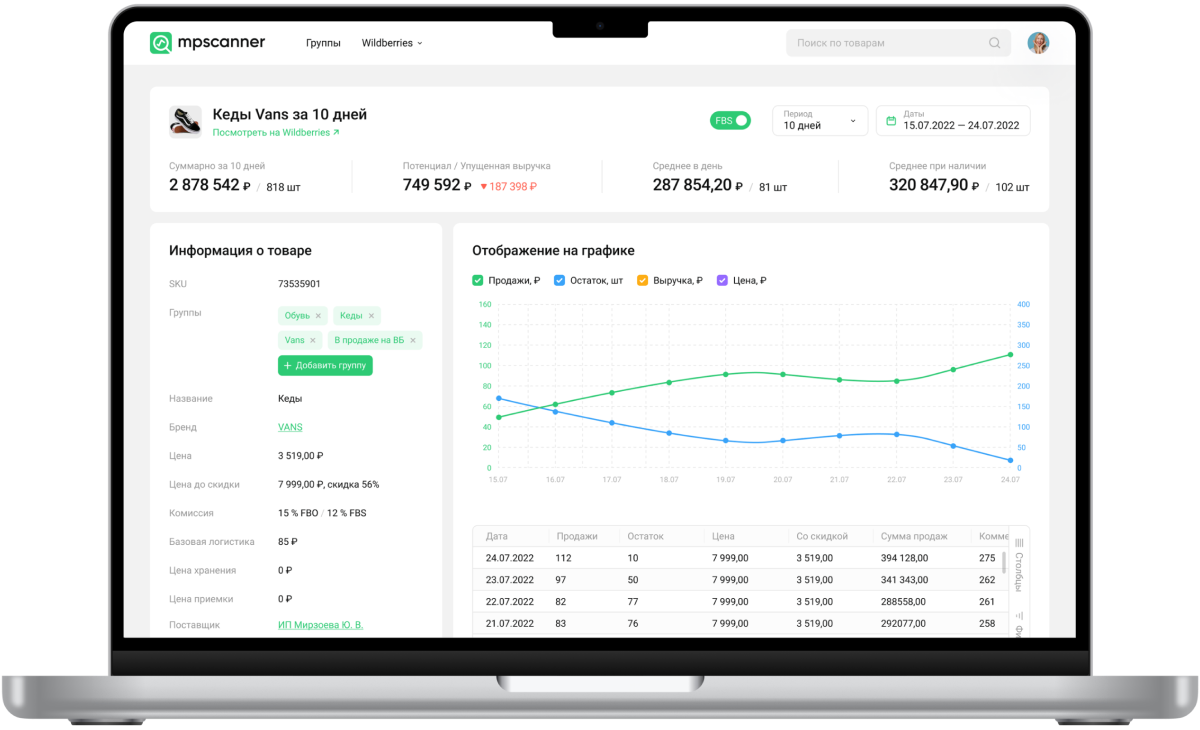 mpscanner Группы Wildberries Поиск по товарам
Кеды Vans за 10 дней
Посмотреть на Wildberries ↗
FBS
Период
10 дней
Даты
15.07.2022 — 24.07.2022
Суммарно за 10 дней
2 878 542 ₽ / 818 шт
Потенциал / Упущенная выручка
749 592 ₽ ▼187 398 ₽
Среднее в день
287 854,20 ₽ / 81 шт
Среднее при наличии
320 847,90 ₽ / 102 шт
Информация о товаре
SKU 73535901
Группы Обувь × Кеды ×
Vans × В продаже на ВБ ×
+ Добавить группу
Название Кеды
Бренд VANS
Цена 3 519,00 ₽
Цена до скидки 7 999,00 ₽, скидка 56%
Комиссия 15 % FBO / 12 % FBS
Базовая логистика 85 ₽
Цена хранения 0 ₽
Цена приемки 0 ₽
Поставщик ИП Мирзоева Ю. В.
Отображение на графике
Продажи, ₽ Остаток, шт Выручка, ₽ Цена, ₽
160 400
140 350
120 300
100 250
80 200
60 150
40 100
20 50
0 0
15.07 16.07 17.07 18.07 19.07 20.07 21.07 22.07 23.07 24.07
Дата Продажи Остаток Цена Со скидкой Сумма продаж Комме
24.07.2022 112 10 7 999,00 3 519,00 394 128,00 275
23.07.2022 97 50 7 999,00 3 519,00 341 343,00 262
22.07.2022 82 77 7 999,00 3 519,00 288558,00 261
21.07.2022 83 76 7 999,00 3 519,00 292077,00 258
Столбцы